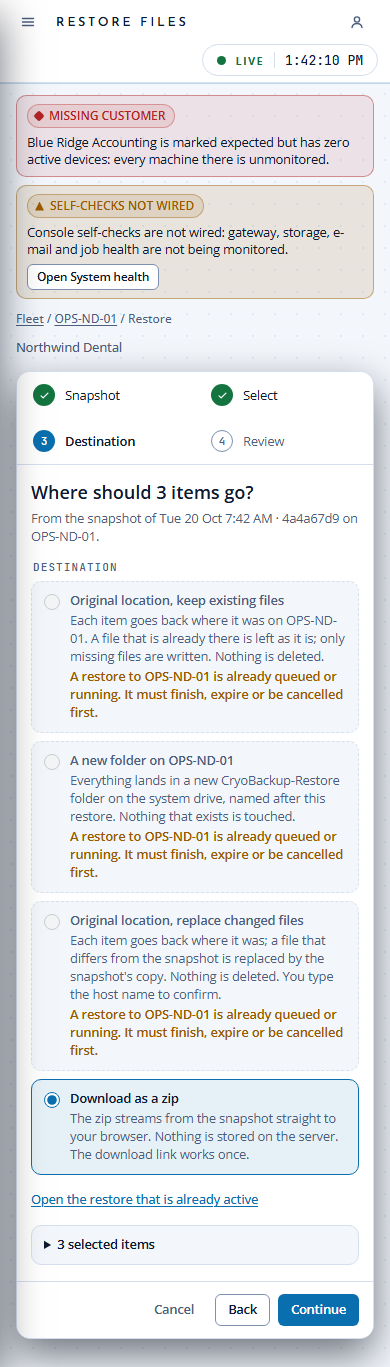 RESTORE FILES
LIVE 1:42:10 PM
MISSING CUSTOMER
Blue Ridge Accounting is marked expected but has zero
active devices: every machine there is unmonitored.
SELF-CHECKS NOT WIRED
Console self-checks are not wired: gateway, storage, e-
mail and job health are not being monitored.
Open System health
Fleet / OPS-ND-01 / Restore
Northwind Dental
Snapshot
Select
3 Destination
4 Review
Where should 3 items go?
From the snapshot of Tue 20 Oct 7:42 AM · 4a4a67d9 on
OPS-ND-01.
DESTINATION
Original location, keep existing files
Each item goes back where it was on OPS-ND-
01. A file that is already there is left as it is; only
missing files are written. Nothing is deleted.
A restore to OPS-ND-01 is already queued or
running. It must finish, expire or be cancelled
first.
A new folder on OPS-ND-01
Everything lands in a new CryoBackup-Restore
folder on the system drive, named after this
restore. Nothing that exists is touched.
A restore to OPS-ND-01 is already queued or
running. It must finish, expire or be cancelled
first.
Original location, replace changed files
Each item goes back where it was; a file that
differs from the snapshot is replaced by the
snapshot's copy. Nothing is deleted. You type
the host name to confirm.
A restore to OPS-ND-01 is already queued or
running. It must finish, expire or be cancelled
first.
Download as a zip
The zip streams from the snapshot straight to
your browser. Nothing is stored on the server.
The download link works once.
Open the restore that is already active
3 selected items
Cancel Back Continue